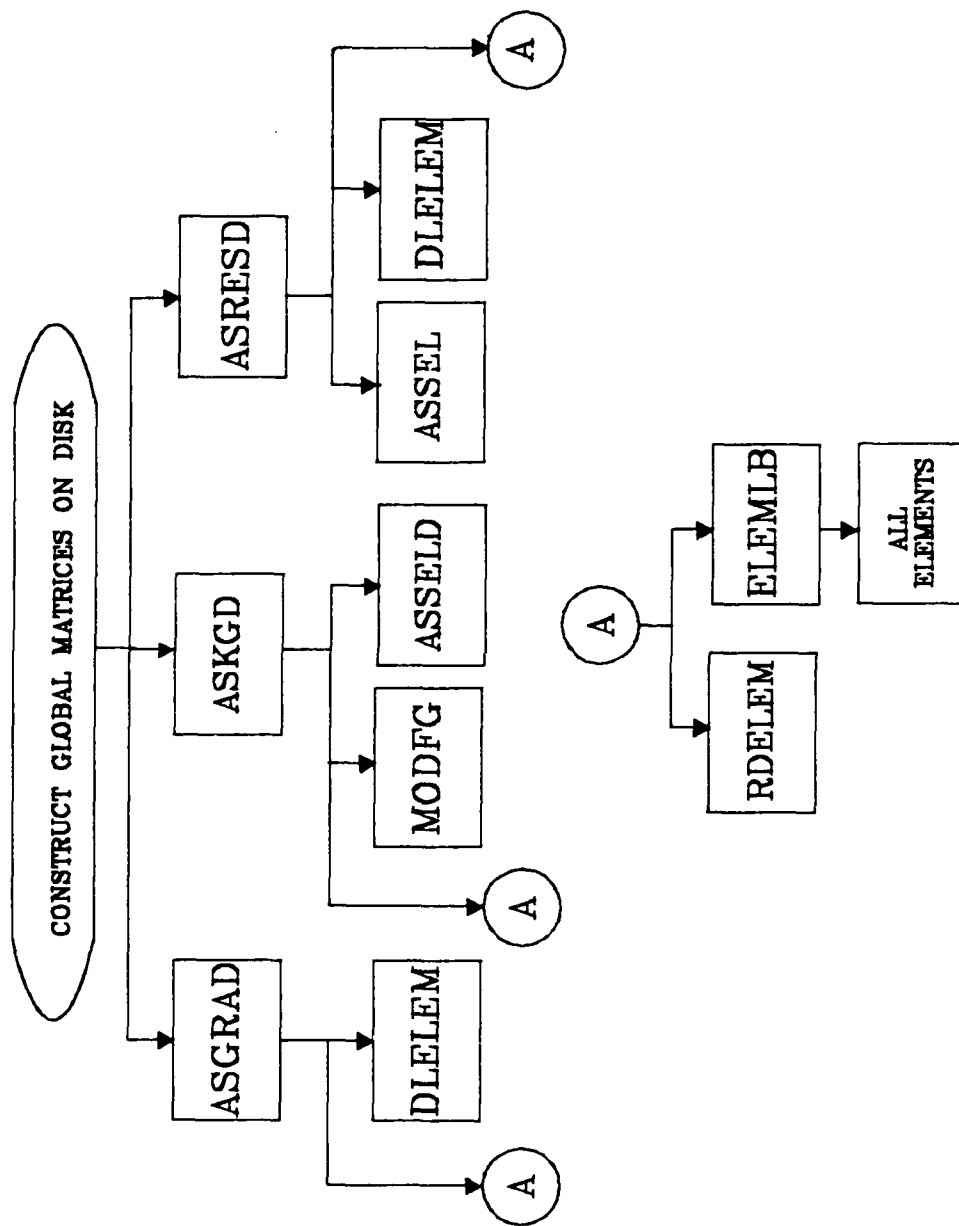 CONSTRUCT GLOBAL MATRICES ON DISK
ASGRAD
ASKGD
ASRESD
A
DLELEM
A
MODFG
ASSELD
ASSEL
DLELEM
A
A
RDELEM
ELEMLB
ALL
ELEMENTS